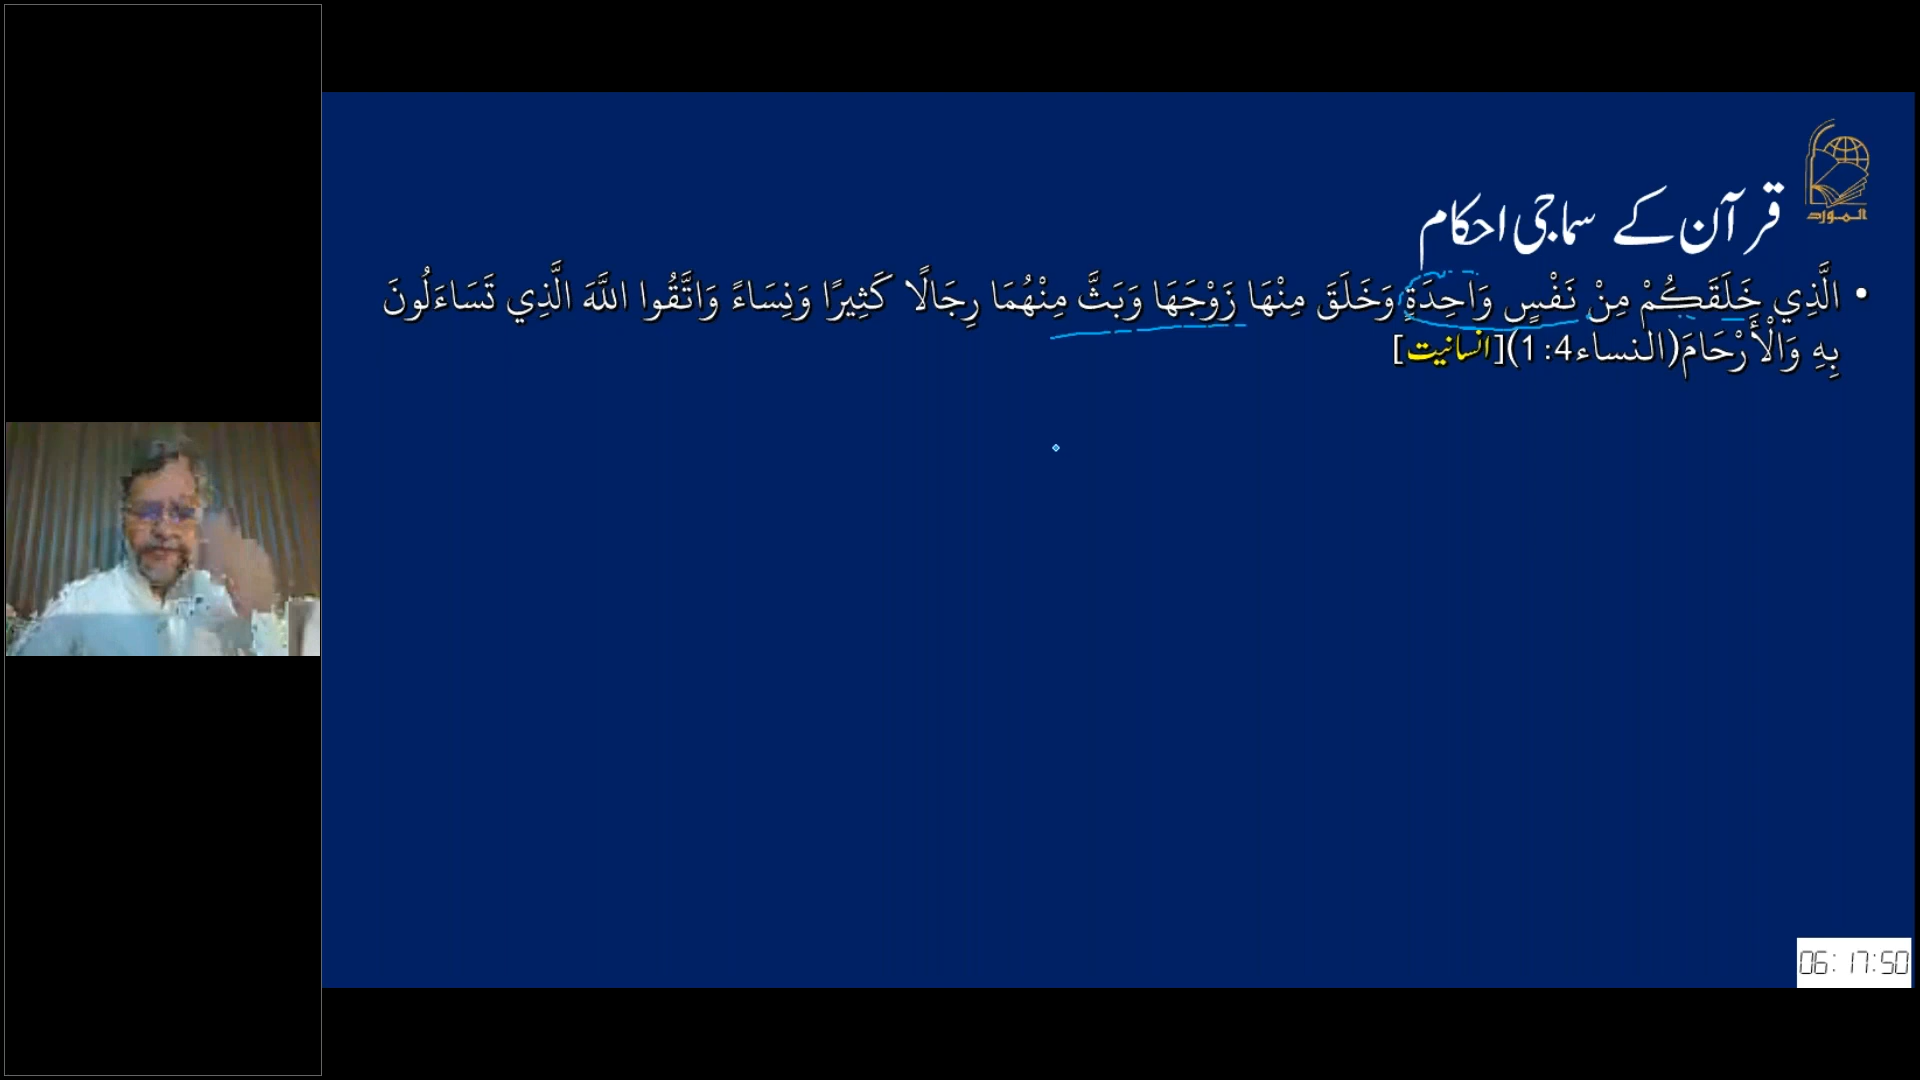 المورد
قرآن کے سماجی احکام
• الَّذِي خَلَقَكُمْ مِنْ نَفْسٍ وَاحِدَةٍ وَخَلَقَ مِنْهَا زَوْجَهَا وَبَثَّ مِنْهُمَا رِجَالًا كَثِيرًا وَنِسَاءً وَاتَّقُوا اللَّهَ الَّذِي تَسَاءَلُونَ
بِهِ وَالْأَرْحَامَ(النساء4:1)[انسانیت]
06:17:50